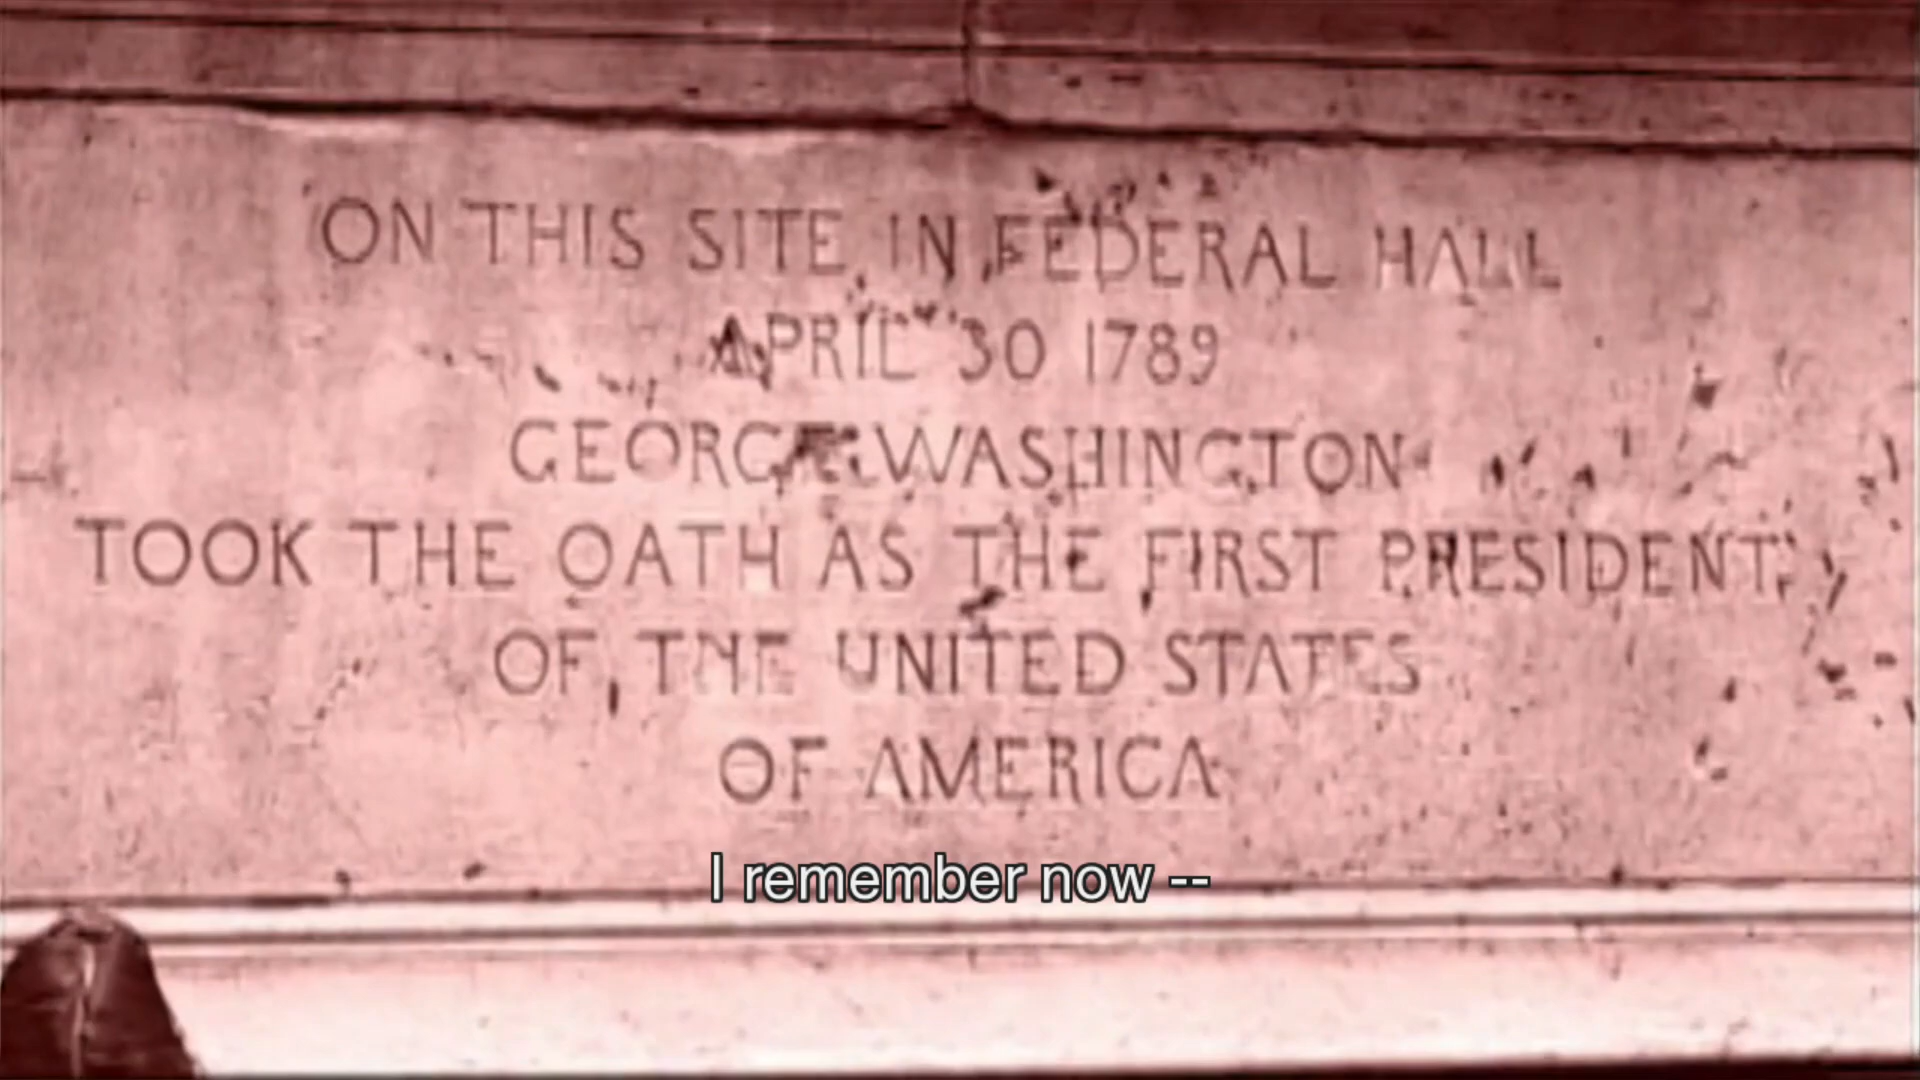 ON THIS SITE IN FEDERAL HALL
APRIL 30 1789
GEORGE WASHINGTON
TOOK THE OATH AS THE FIRST PRESIDENT
OF THE UNITED STATES
OF AMERICA
I remember now --